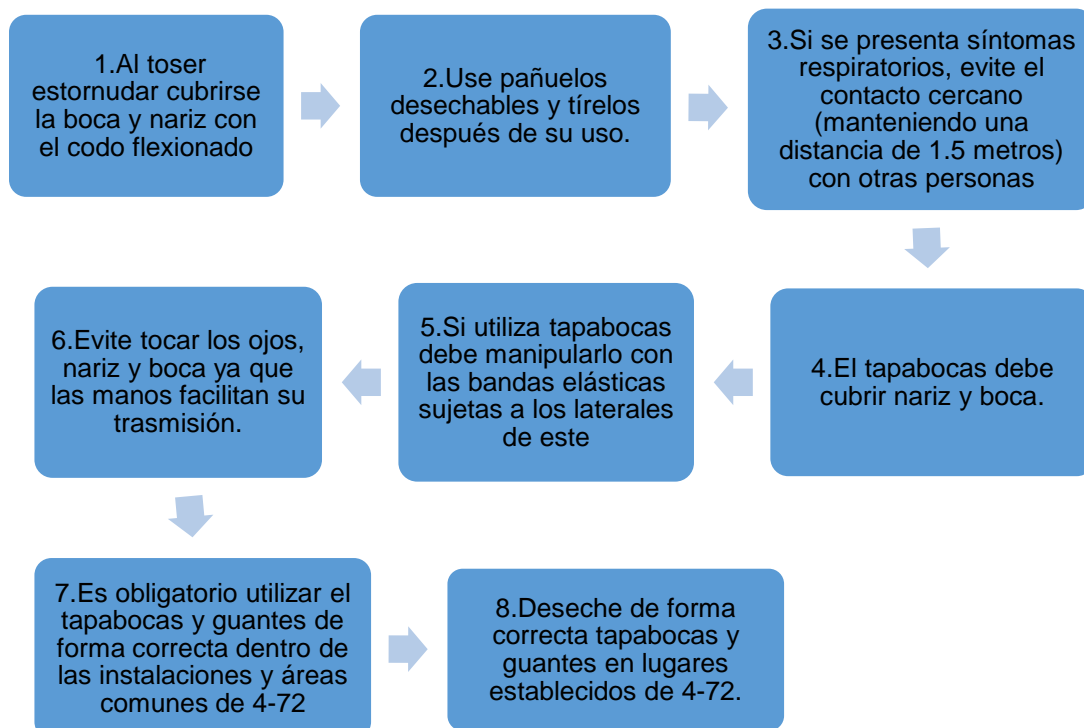 1.Al toser
estornudar cubrirse
la boca y nariz con
el codo flexionado
2.Use pañuelos
desechables y tírelos
después de su uso.
3.Si se presenta síntomas
respiratorios, evite el
contacto cercano
(manteniendo una
distancia de 1.5 metros)
con otras personas
4.El tapabocas debe
cubrir nariz y boca.
5.Si utiliza tapabocas
debe manipularlo con
las bandas elásticas
sujetas a los laterales
de este
6.Evite tocar los ojos,
nariz y boca ya que
las manos facilitan su
trasmisión.
7.Es obligatorio utilizar el
tapabocas y guantes de
forma correcta dentro de
las instalaciones y áreas
comunes de 4-72
8.Deseche de forma
correcta tapabocas y
guantes en lugares
establecidos de 4-72.